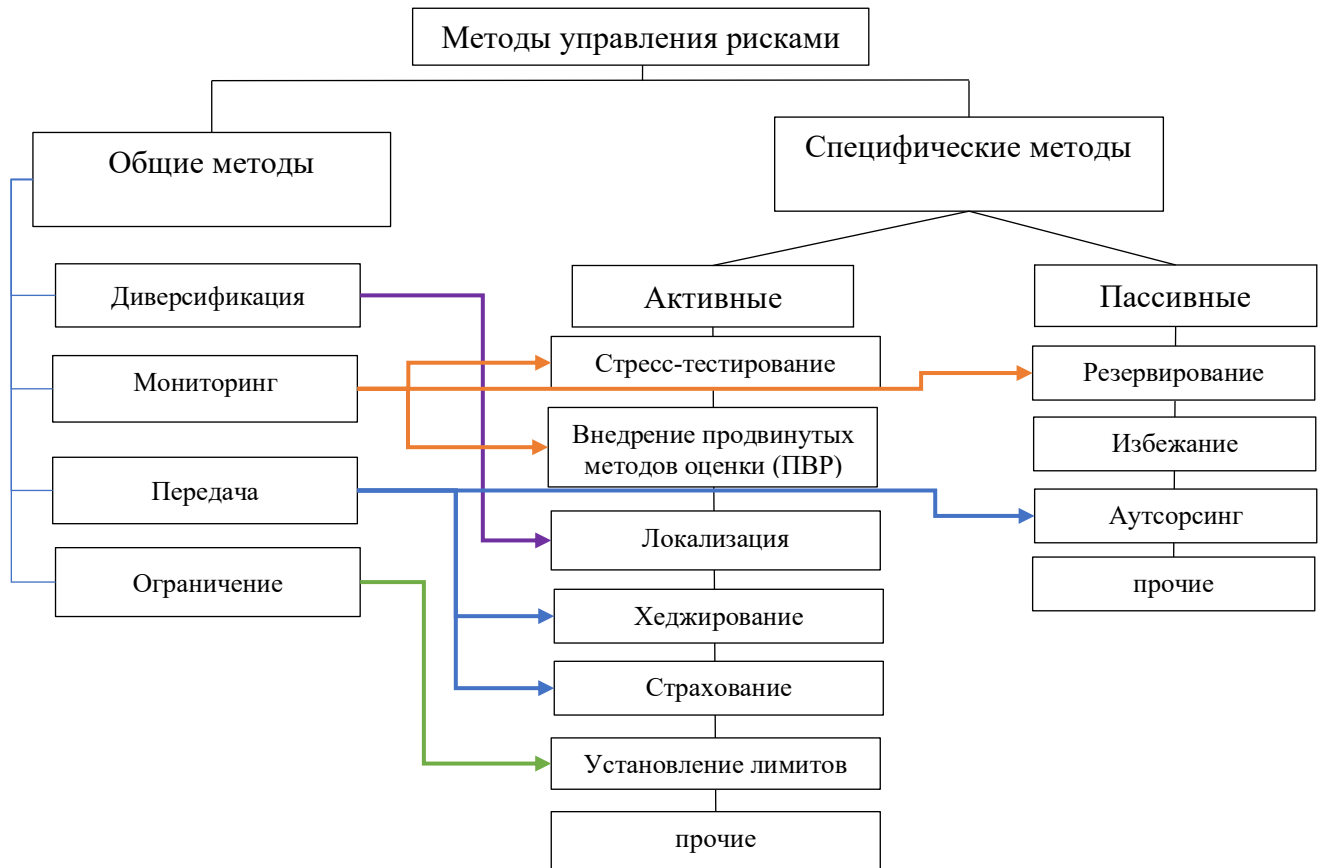 Методы управления рисками
Общие методы
Специфические методы
Диверсификация
Мониторинг
Передача
Ограничение
Активные
Стресс-тестирование
Внедрение продвинутых
методов оценки (ПВР)
Локализация
Хеджирование
Страхование
Установление лимитов
прочие
Пассивные
Резервирование
Избежание
Аутсорсинг
прочие